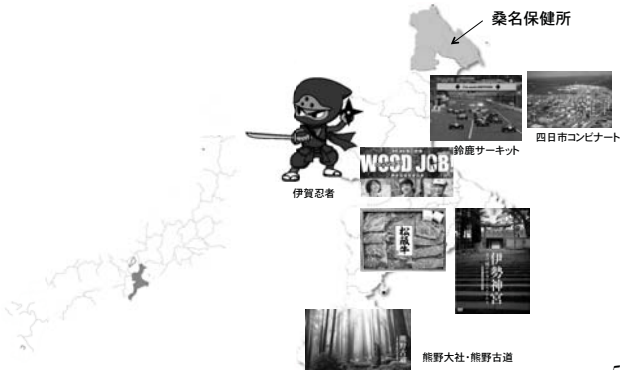 桑名保健所
四日市コンビナート
鈴鹿サーキット
WOOD JOB!
伊賀忍者
松阪牛
伊勢神宮
熊野大社・熊野古道